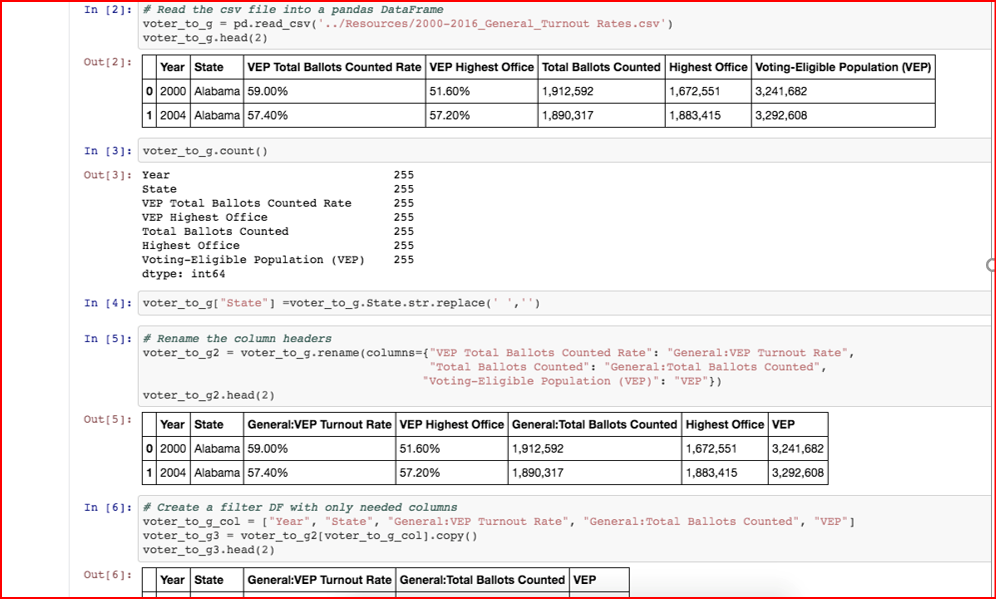 In [2]: # Read the csv file into a pandas DataFrame
voter_to_g = pd.read_csv('../Resources/2000-2016_General_Turnout Rates.csv')
voter_to_g.head(2)
Out[2]:
Year State VEP Total Ballots Counted Rate VEP Highest Office Total Ballots Counted Highest Office Voting-Eligible Population (VEP)
0 2000 Alabama 59.00% 51.60% 1,912,592 1,672,551 3,241,682
1 2004 Alabama 57.40% 57.20% 1,890,317 1,883,415 3,292,608
In [3]: voter_to_g.count()
Out[3]: Year 255
State 255
VEP Total Ballots Counted Rate 255
VEP Highest Office 255
Total Ballots Counted 255
Highest Office 255
Voting-Eligible Population (VEP) 255
dtype: int64
In [4]: voter_to_g["State"] =voter_to_g.State.str.replace(' ','')
In [5]: # Rename the column headers
voter_to_g2 = voter_to_g.rename(columns={"VEP Total Ballots Counted Rate": "General:VEP Turnout Rate",
"Total Ballots Counted": "General:Total Ballots Counted",
"Voting-Eligible Population (VEP)": "VEP"})
voter_to_g2.head(2)
Out[5]:
Year State General:VEP Turnout Rate VEP Highest Office General:Total Ballots Counted Highest Office VEP
0 2000 Alabama 59.00% 51.60% 1,912,592 1,672,551 3,241,682
1 2004 Alabama 57.40% 57.20% 1,890,317 1,883,415 3,292,608
In [6]: # Create a filter DF with only needed columns
voter_to_g_col = ["Year", "State", "General:VEP Turnout Rate", "General:Total Ballots Counted", "VEP"]
voter_to_g3 = voter_to_g2[voter_to_g_col].copy()
voter_to_g3.head(2)
Out[6]:
Year State General:VEP Turnout Rate General:Total Ballots Counted VEP